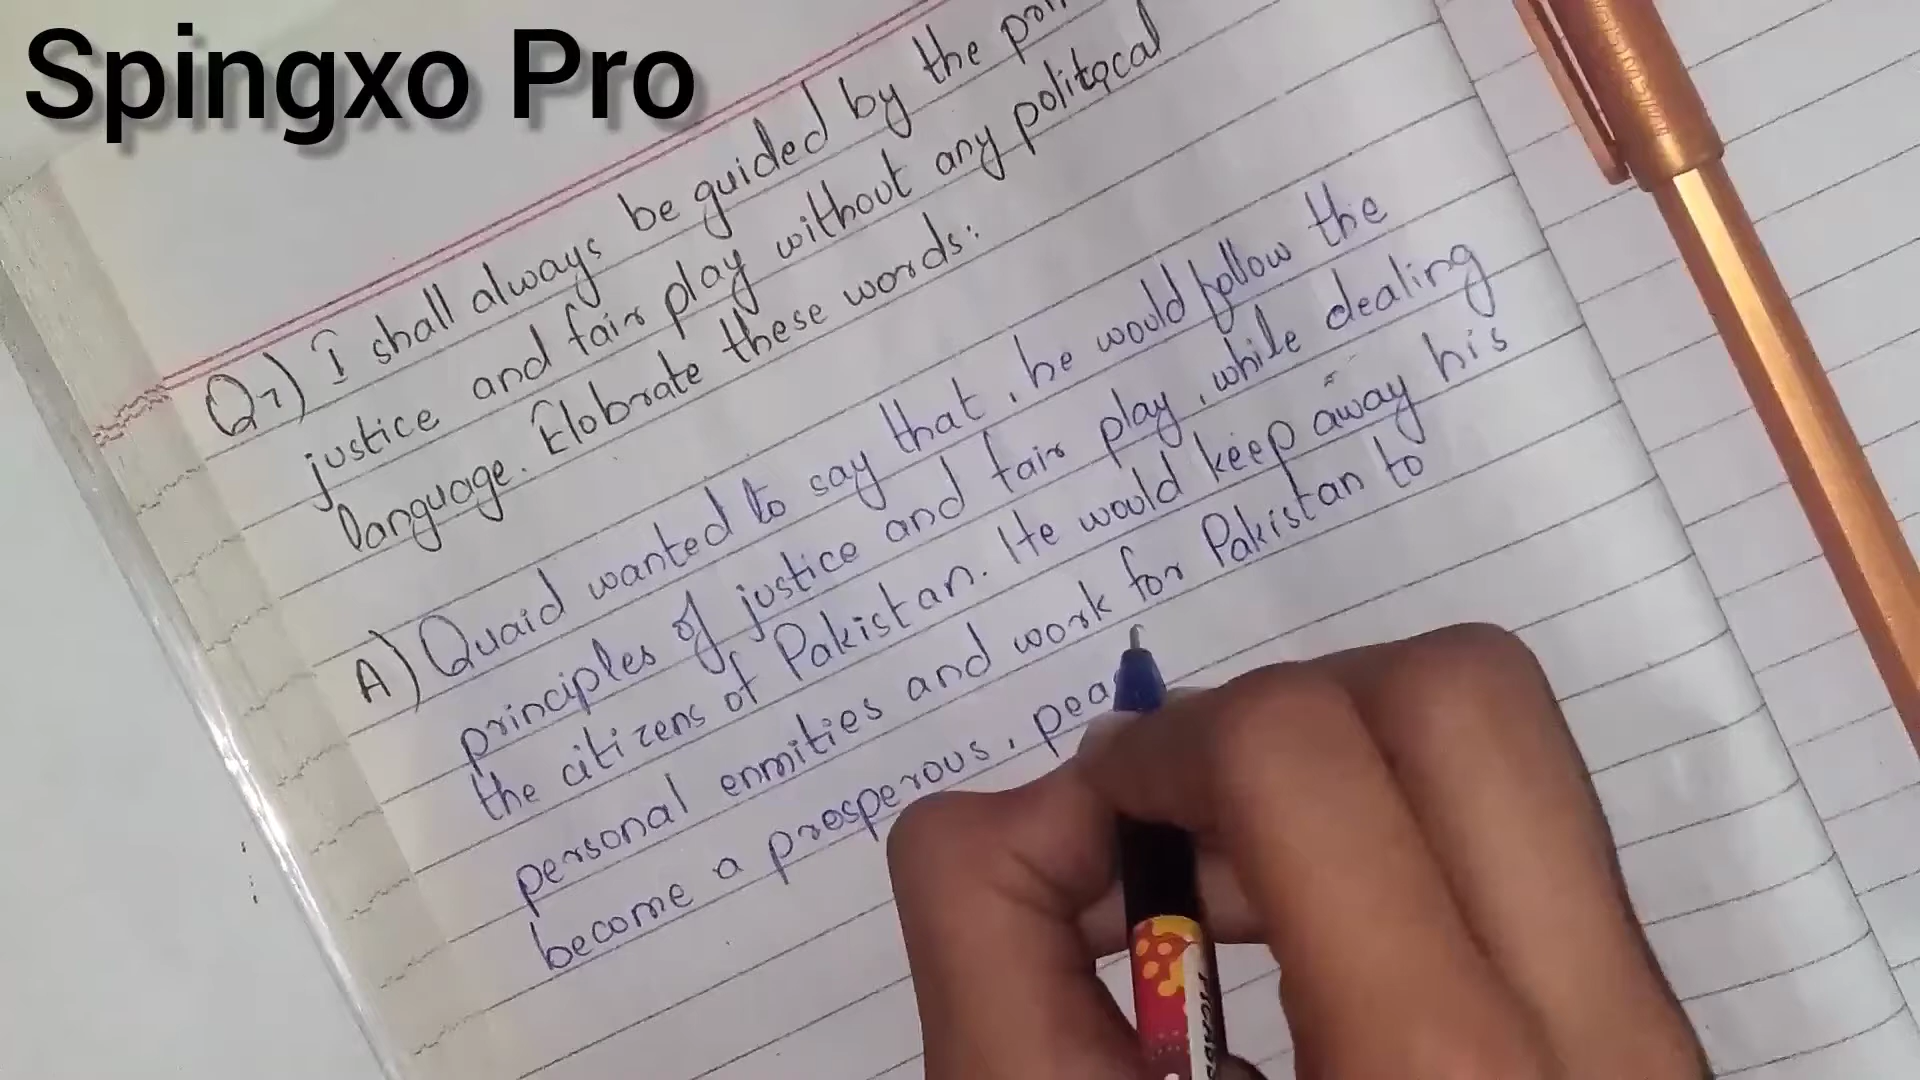 Spingxo Pro
Q7) I shall always be guided by the
justice and fair play without any politacal
language. Elobrate these words:
A) Quaid wanted to say that, he would follow the
principles of justice and fair play, while dealing
the citizens of Pakistan. He would keep away his
personal enmities and work for Pakistan to
become a prosperous, pea